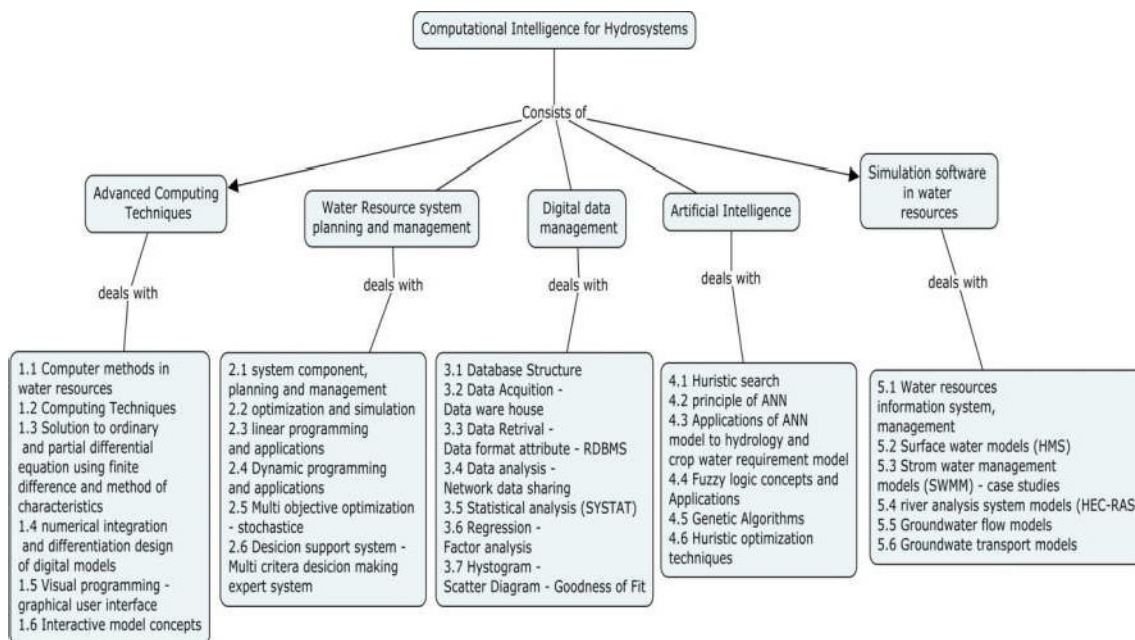 Computational Intelligence for Hydrosystems
Consists of
Advanced Computing
Techniques
Water Resource system
planning and management
Digital data
management
Artificial Intelligence
Simulation software
in water
resources
deals with
deals with
deals with
deals with
deals with
1.1 Computer methods in
water resources
1.2 Computing Techniques
1.3 Solution to ordinary
and partial differential
equation using finite
difference and method of
characteristics
1.4 numerical integration
and differentiation design
of digital models
1.5 Visual programming -
graphical user interface
1.6 Interactive model concepts
2.1 system component,
planning and management
2.2 optimization and simulation
2.3 linear programming
and applications
2.4 Dynamic programming
and applications
2.5 Multi objective optimization
- stochastice
2.6 Desicion support system -
Multi critera desicion making
expert system
3.1 Database Structure
3.2 Data Acquition -
Data ware house
3.3 Data Retrival -
Data format attribute - RDBMS
3.4 Data analysis -
Network data sharing
3.5 Statistical analysis (SYSTAT)
3.6 Regression -
Factor analysis
3.7 Hystogram -
Scatter Diagram - Goodness of Fit
4.1 Huristic search
4.2 principle of ANN
4.3 Applications of ANN
model to hydrology and
crop water requirement model
4.4 Fuzzy logic concepts and
Applications
4.5 Genetic Algorithms
4.6 Huristic optimization
techniques
5.1 Water resources
information system,
management
5.2 Surface water models (HMS)
5.3 Strom water management
models (SWMM) - case studies
5.4 river analysis system models (HEC-RAS
5.5 Groundwater flow models
5.6 Groundwate transport models